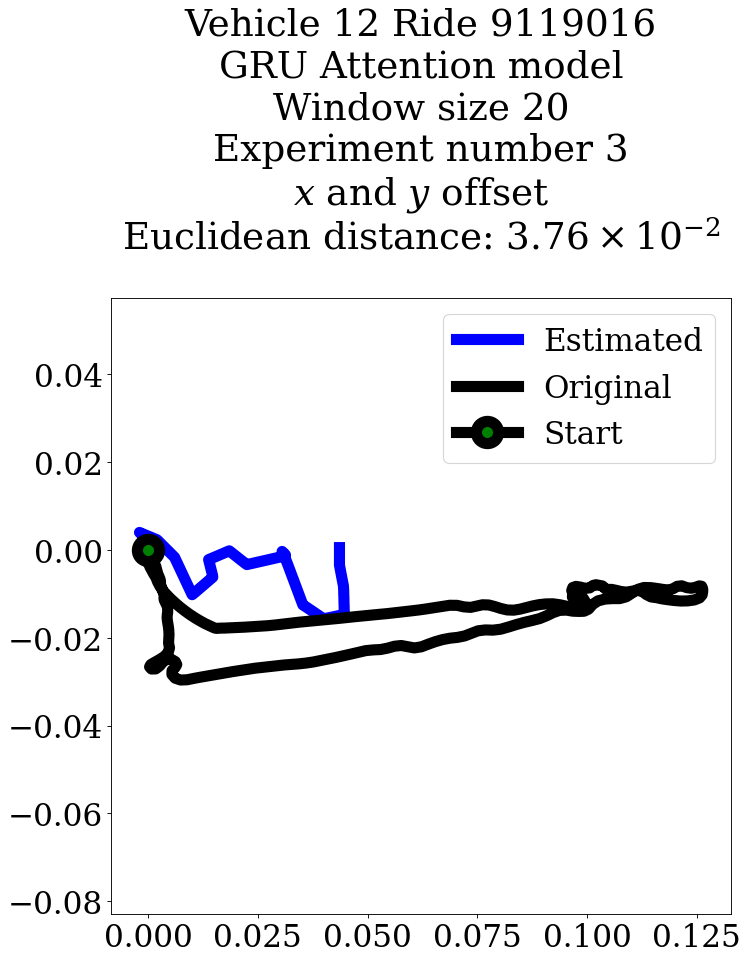 Vehicle 12 Ride 9119016
GRU Attention model
Window size 20
Experiment number 3
x and y offset
Euclidean distance: 3.76 × 10⁻²
Estimated
Original
Start
0.04
0.02
0.00
−0.02
−0.04
−0.06
−0.08
0.000 0.025 0.050 0.075 0.100 0.125